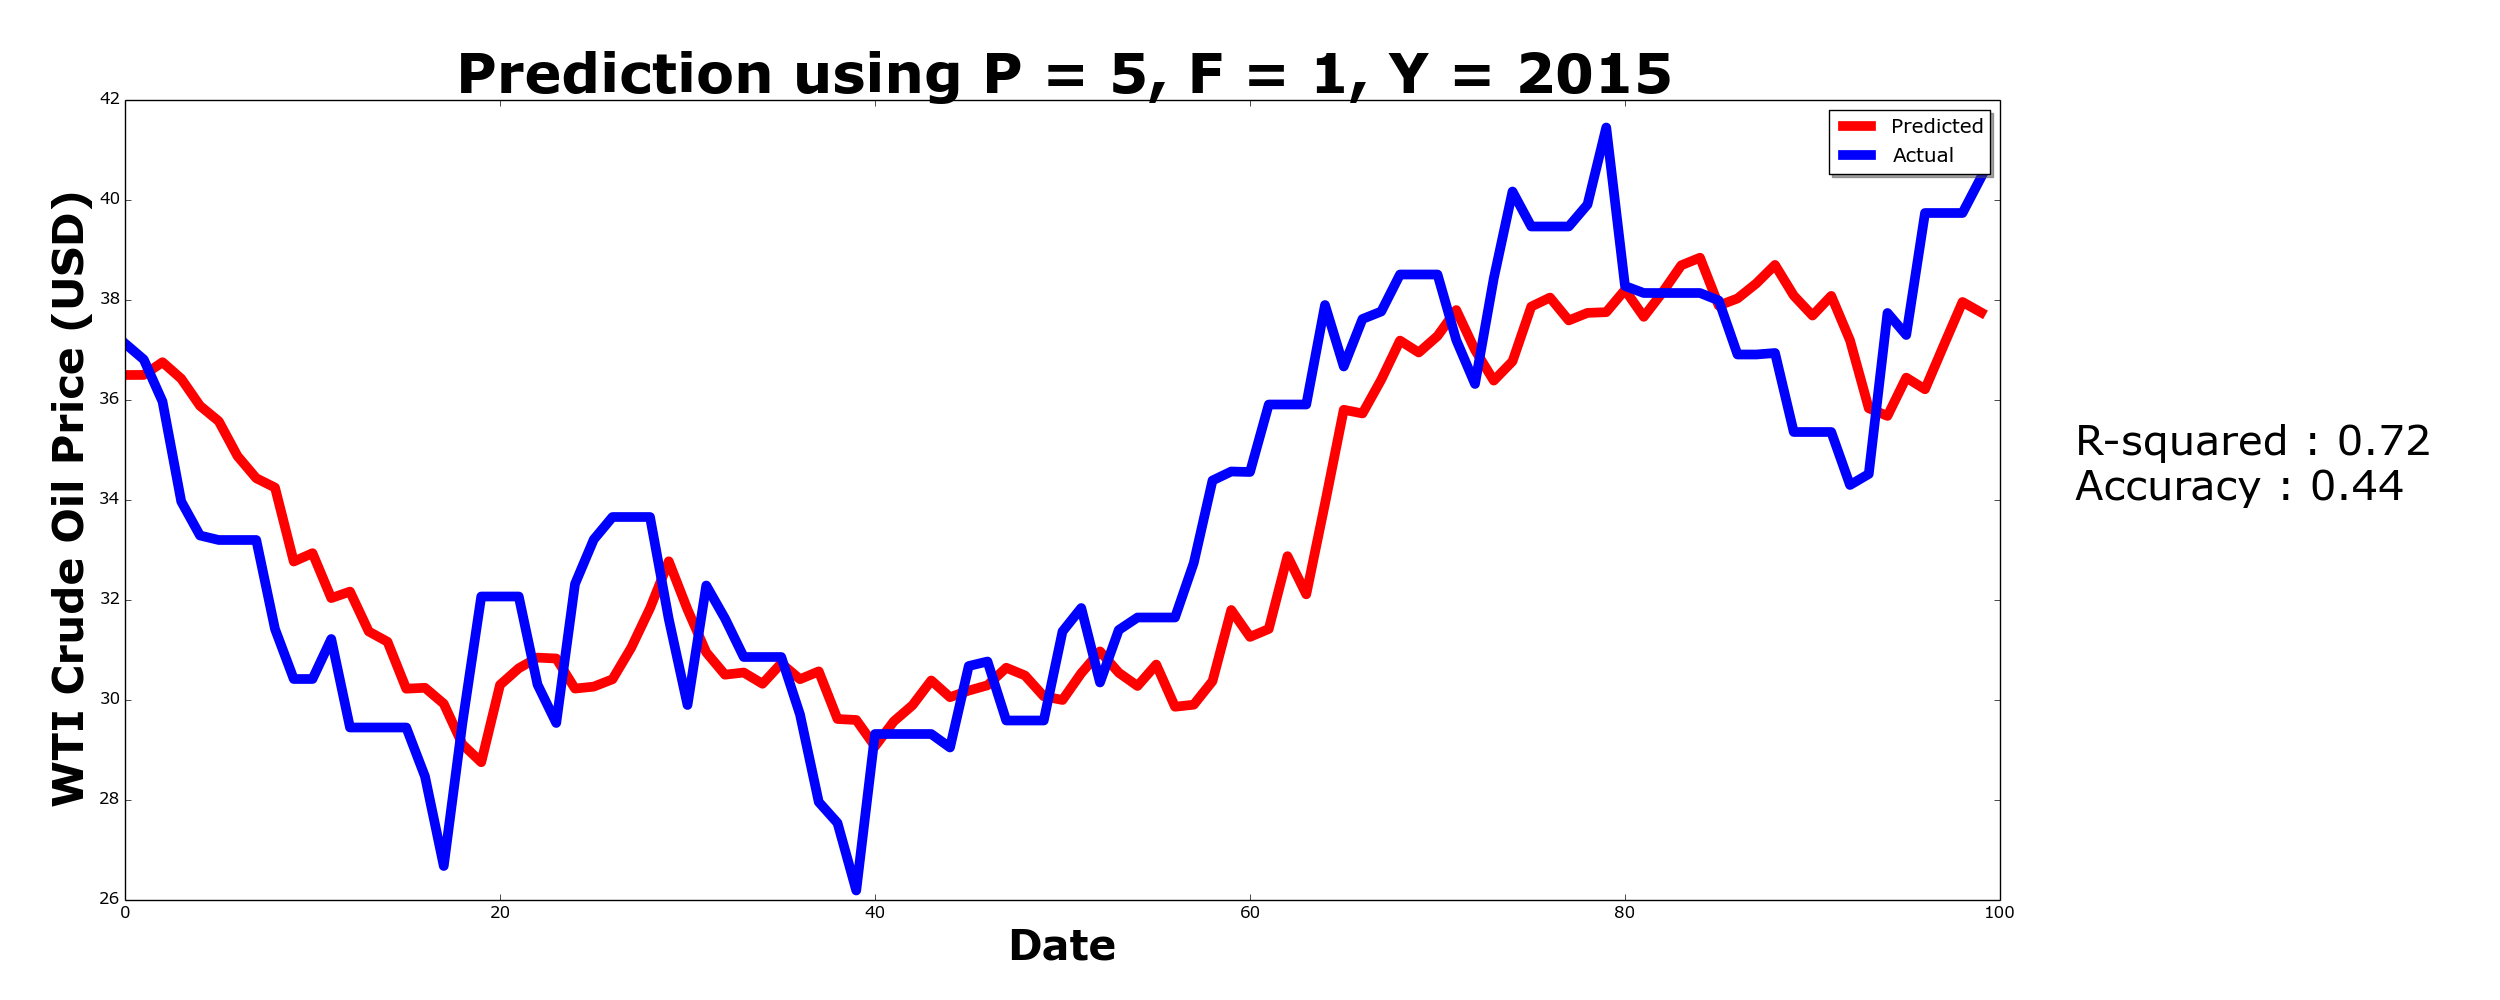 Prediction using P = 5, F = 1, Y = 2015
42
40
38
36
34
32
30
28
26
WTI Crude Oil Price (USD)
Predicted
Actual
R-squared : 0.72
Accuracy : 0.44
0 20 40 60 80 100
Date